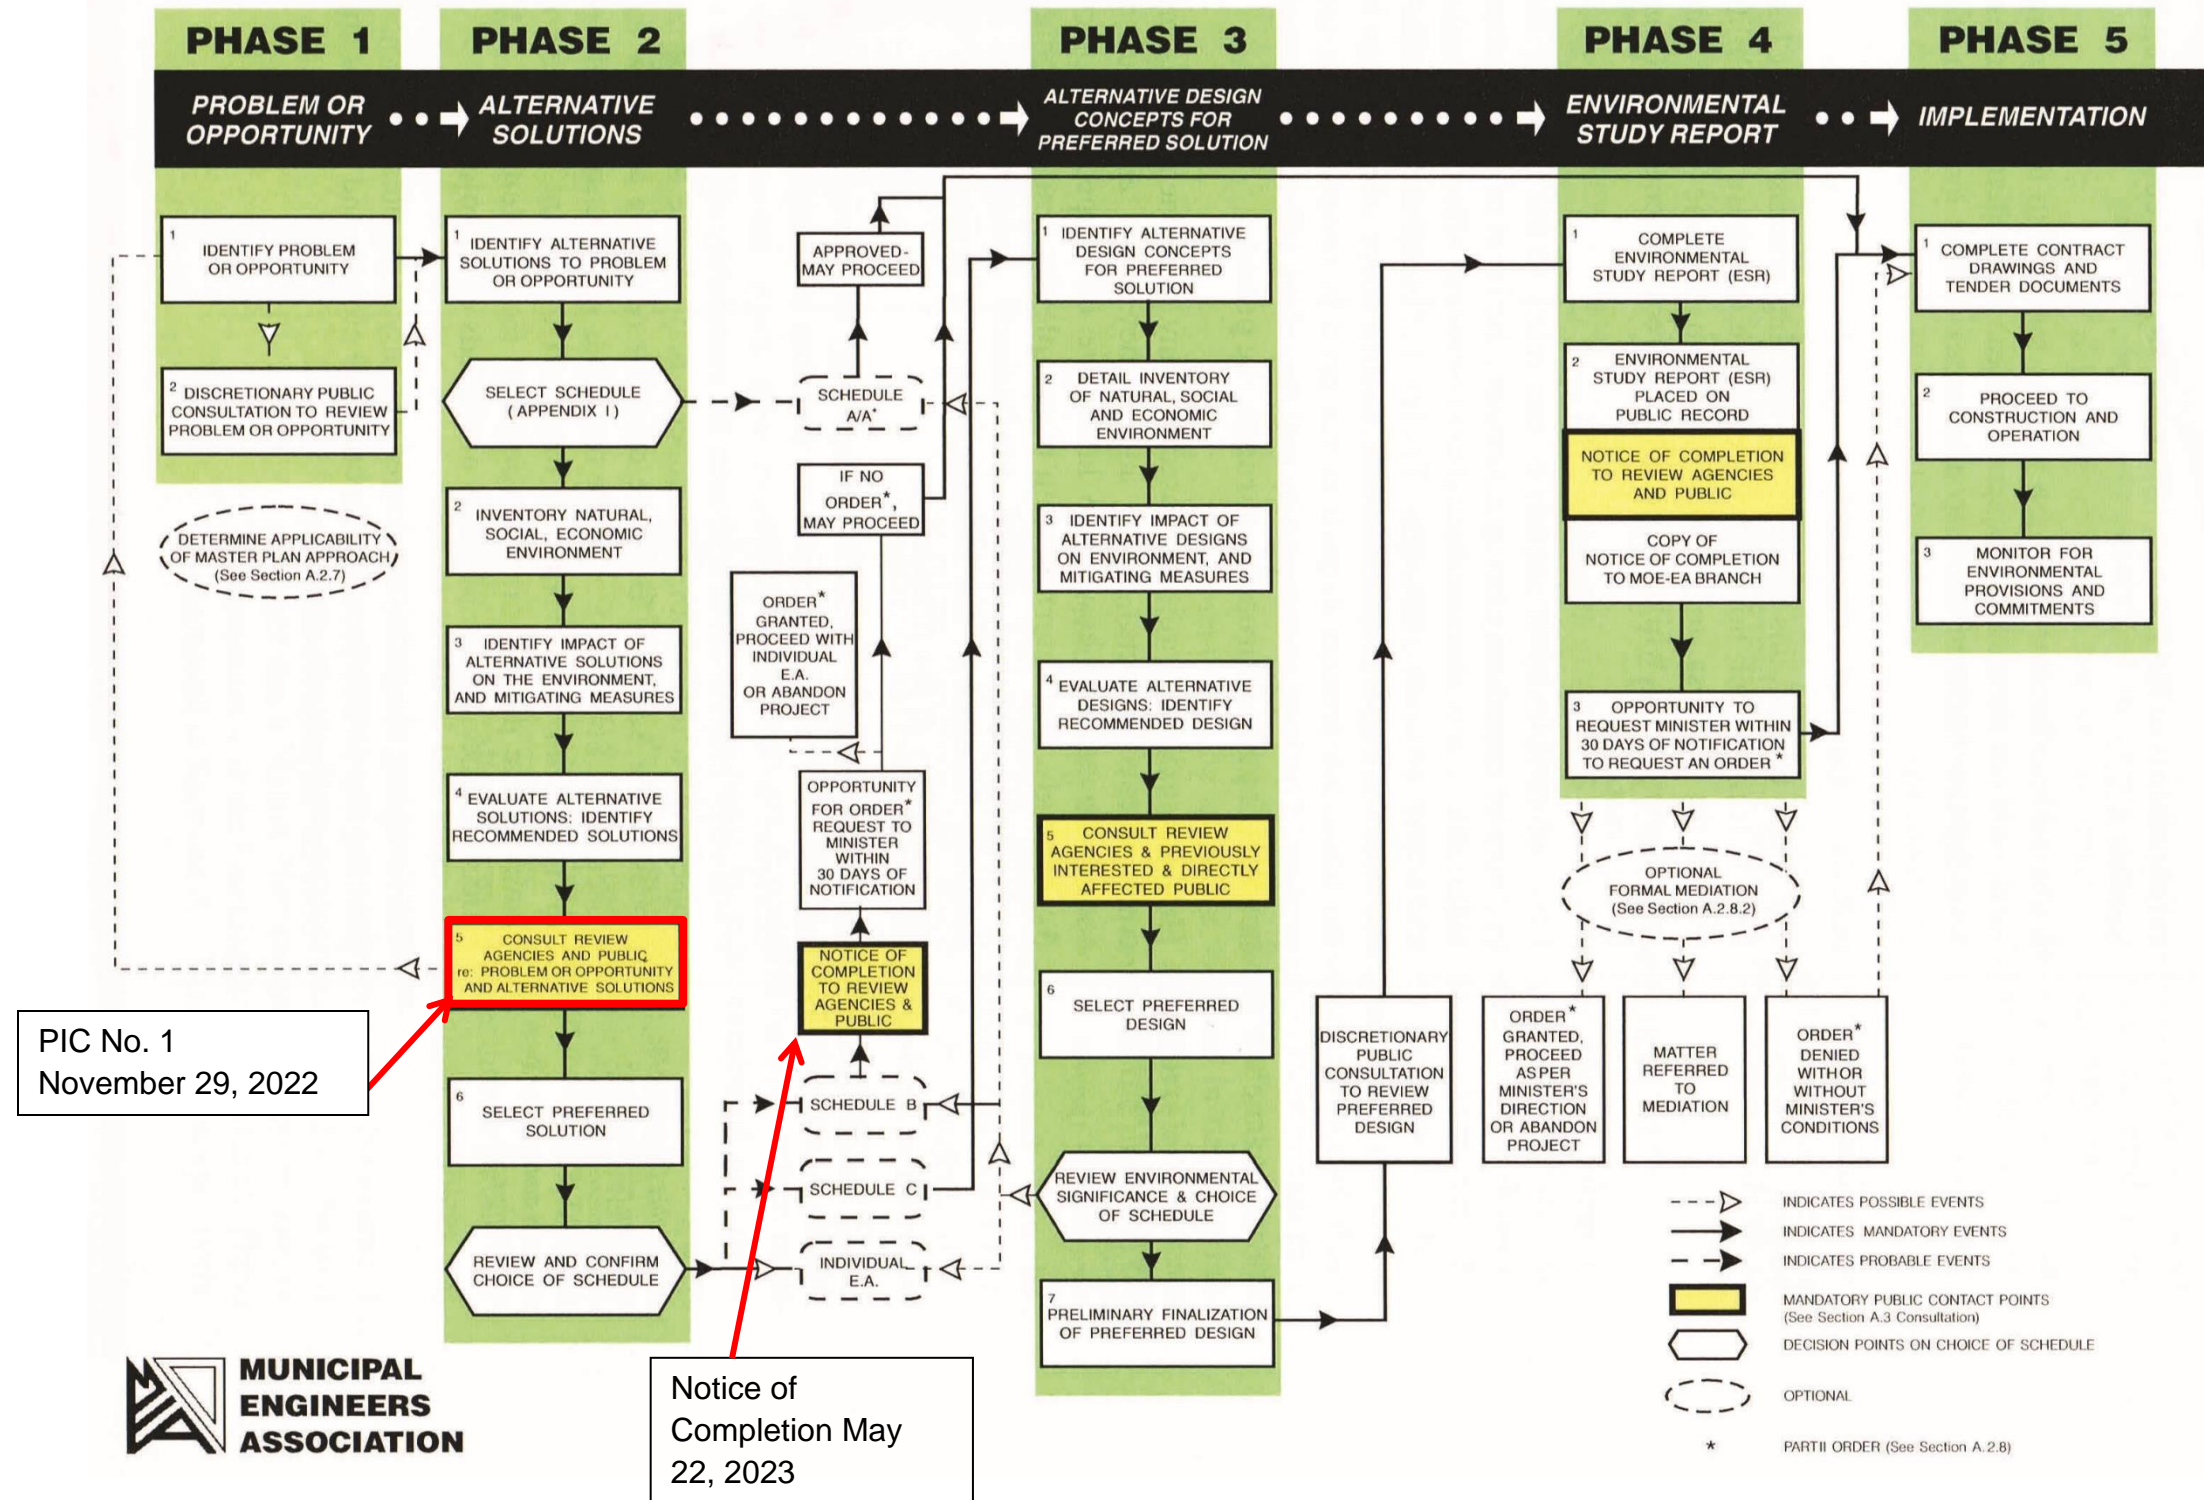 PHASE 1
PHASE 2
PHASE 3
PHASE 4
PHASE 5
PROBLEM OR
OPPORTUNITY
ALTERNATIVE
SOLUTIONS
ALTERNATIVE DESIGN
CONCEPTS FOR
PREFERRED SOLUTION
ENVIRONMENTAL
STUDY REPORT
IMPLEMENTATION
1
IDENTIFY PROBLEM
OR OPPORTUNITY
2
DISCRETIONARY PUBLIC
CONSULTATION TO REVIEW
PROBLEM OR OPPORTUNITY
DETERMINE APPLICABILITY
OF MASTER PLAN APPROACH
(See Section A.2.7)
1
IDENTIFY ALTERNATIVE
SOLUTIONS TO PROBLEM
OR OPPORTUNITY
SELECT SCHEDULE
(APPENDIX I)
2
INVENTORY NATURAL,
SOCIAL, ECONOMIC
ENVIRONMENT
3
IDENTIFY IMPACT OF
ALTERNATIVE SOLUTIONS
ON THE ENVIRONMENT,
AND MITIGATING MEASURES
4
EVALUATE ALTERNATIVE
SOLUTIONS: IDENTIFY
RECOMMENDED SOLUTIONS
5
CONSULT REVIEW
AGENCIES AND PUBLIC
re: PROBLEM OR OPPORTUNITY
AND ALTERNATIVE SOLUTIONS
6
SELECT PREFERRED
SOLUTION
REVIEW AND CONFIRM
CHOICE OF SCHEDULE
PIC No. 1
November 29, 2022
APPROVED-
MAY PROCEED
SCHEDULE
A/A+
IF NO
ORDER*,
MAY PROCEED
ORDER*
GRANTED,
PROCEED WITH
INDIVIDUAL
E.A.
OR ABANDON
PROJECT
OPPORTUNITY
FOR ORDER*
REQUEST TO
MINISTER
WITHIN
30 DAYS OF
NOTIFICATION
NOTICE OF
COMPLETION
TO REVIEW
AGENCIES &
PUBLIC
SCHEDULE B
SCHEDULE C
INDIVIDUAL
E.A.
Notice of
Completion May
22, 2023
1
IDENTIFY ALTERNATIVE
DESIGN CONCEPTS
FOR PREFERRED
SOLUTION
2
DETAIL INVENTORY
OF NATURAL, SOCIAL
AND ECONOMIC
ENVIRONMENT
3
IDENTIFY IMPACT OF
ALTERNATIVE DESIGNS
ON ENVIRONMENT, AND
MITIGATING MEASURES
4
EVALUATE ALTERNATIVE
DESIGNS: IDENTIFY
RECOMMENDED DESIGN
5
CONSULT REVIEW
AGENCIES & PREVIOUSLY
INTERESTED & DIRECTLY
AFFECTED PUBLIC
6
SELECT PREFERRED
DESIGN
REVIEW ENVIRONMENTAL
SIGNIFICANCE & CHOICE
OF SCHEDULE
7
PRELIMINARY FINALIZATION
OF PREFERRED DESIGN
DISCRETIONARY
PUBLIC
CONSULTATION
TO REVIEW
PREFERRED
DESIGN
1
COMPLETE
ENVIRONMENTAL
STUDY REPORT (ESR)
2
ENVIRONMENTAL
STUDY REPORT (ESR)
PLACED ON
PUBLIC RECORD
NOTICE OF COMPLETION
TO REVIEW AGENCIES
AND PUBLIC
COPY OF
NOTICE OF COMPLETION
TO MOE-EA BRANCH
3
OPPORTUNITY TO
REQUEST MINISTER WITHIN
30 DAYS OF NOTIFICATION
TO REQUEST AN ORDER*
OPTIONAL
FORMAL MEDIATION
(See Section A.2.8.2)
ORDER*
GRANTED,
PROCEED
AS PER
MINISTER'S
DIRECTION
OR ABANDON
PROJECT
MATTER
REFERRED
TO
MEDIATION
ORDER*
DENIED
WITH OR
WITHOUT
MINISTER'S
CONDITIONS
1
COMPLETE CONTRACT
DRAWINGS AND
TENDER DOCUMENTS
2
PROCEED TO
CONSTRUCTION AND
OPERATION
3
MONITOR FOR
ENVIRONMENTAL
PROVISIONS AND
COMMITMENTS
INDICATES POSSIBLE EVENTS
INDICATES MANDATORY EVENTS
INDICATES PROBABLE EVENTS
MANDATORY PUBLIC CONTACT POINTS
(See Section A.3 Consultation)
DECISION POINTS ON CHOICE OF SCHEDULE
OPTIONAL
* PART II ORDER (See Section A.2.8)
MEA
MUNICIPAL
ENGINEERS
ASSOCIATION